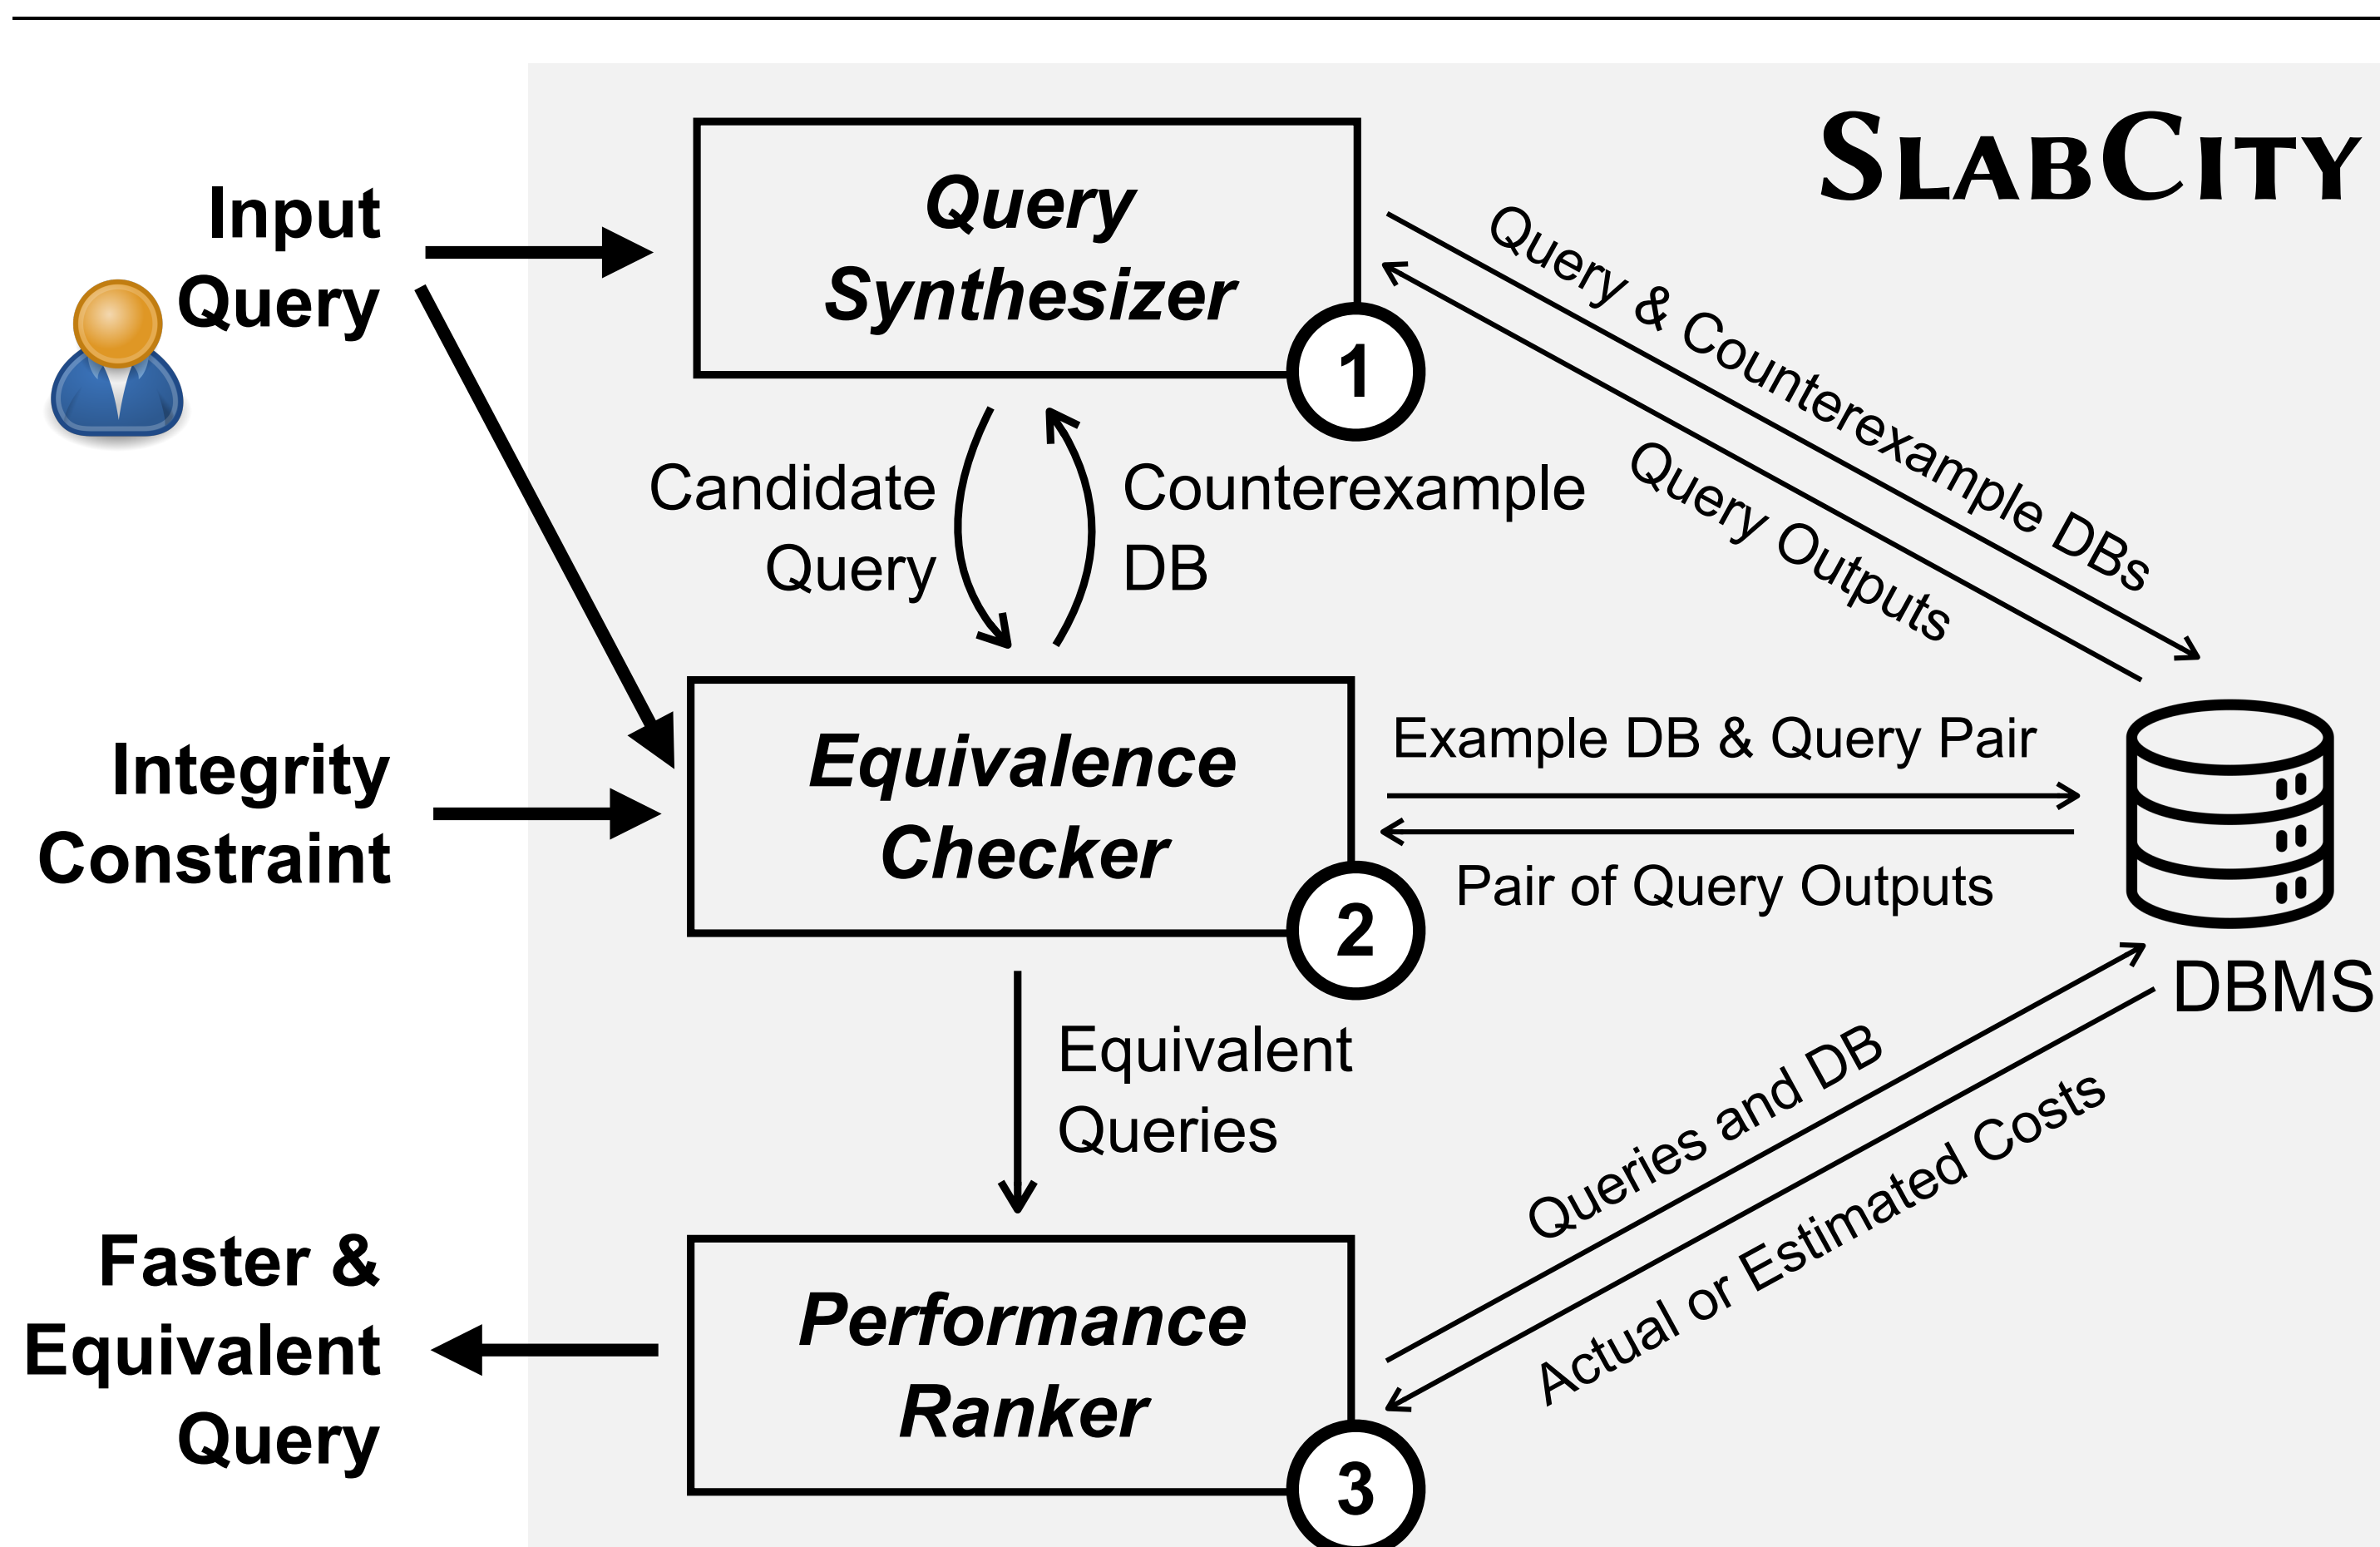 SLABCITY
Input
Query
Query
Synthesizer
1
Query & Counterexample DBs
Query Outputs
Candidate
Query
Counterexample
DB
Integrity
Constraint
Equivalence
Checker
2
Example DB & Query Pair
Pair of Query Outputs
DBMS
Equivalent
Queries
Queries and DB
Actual or Estimated Costs
Faster &
Equivalent
Query
Performance
Ranker
3